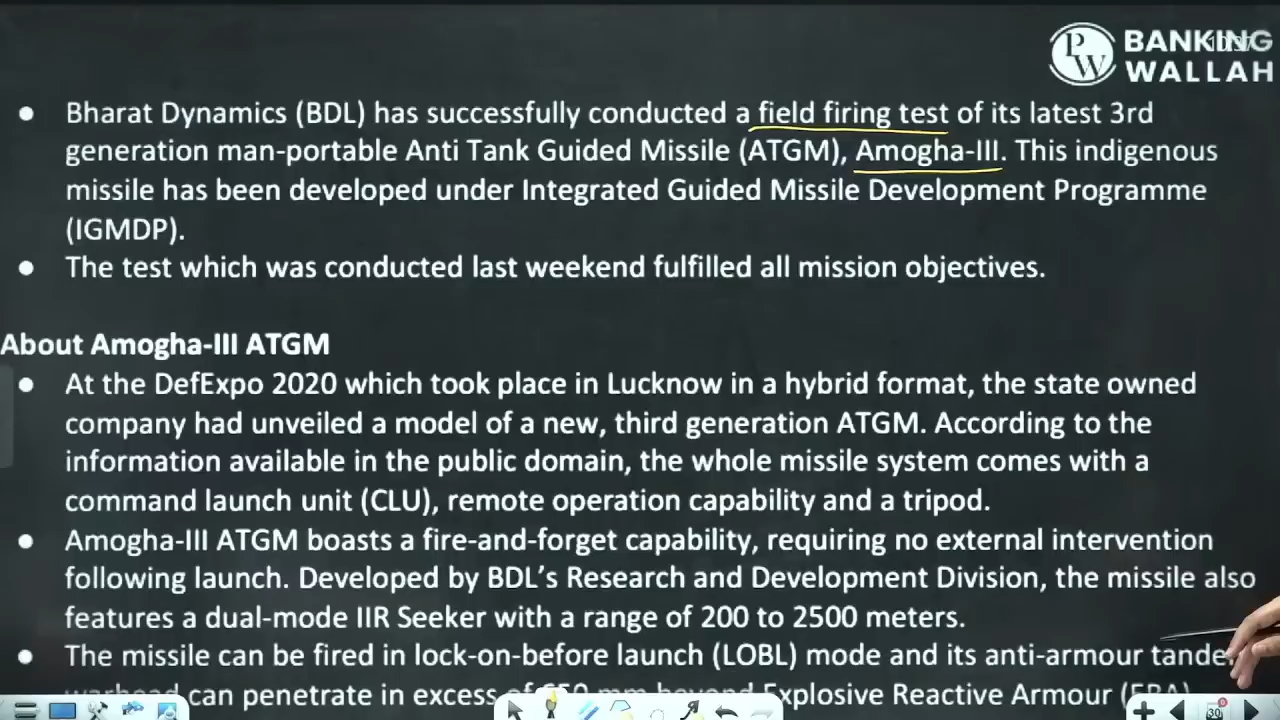 PW BANKING
WALLAH
● Bharat Dynamics (BDL) has successfully conducted a field firing test of its latest 3rd
generation man-portable Anti Tank Guided Missile (ATGM), Amogha-III. This indigenous
missile has been developed under Integrated Guided Missile Development Programme
(IGMDP).
● The test which was conducted last weekend fulfilled all mission objectives.
About Amogha-III ATGM
● At the DefExpo 2020 which took place in Lucknow in a hybrid format, the state owned
company had unveiled a model of a new, third generation ATGM. According to the
information available in the public domain, the whole missile system comes with a
command launch unit (CLU), remote operation capability and a tripod.
● Amogha-III ATGM boasts a fire-and-forget capability, requiring no external intervention
following launch. Developed by BDL's Research and Development Division, the missile also
features a dual-mode IIR Seeker with a range of 200 to 2500 meters.
● The missile can be fired in lock-on-before launch (LOBL) mode and its anti-armour
warhead can penetrate in excess of 650 mm beyond Explosive Reactive Armour (ERA)
30